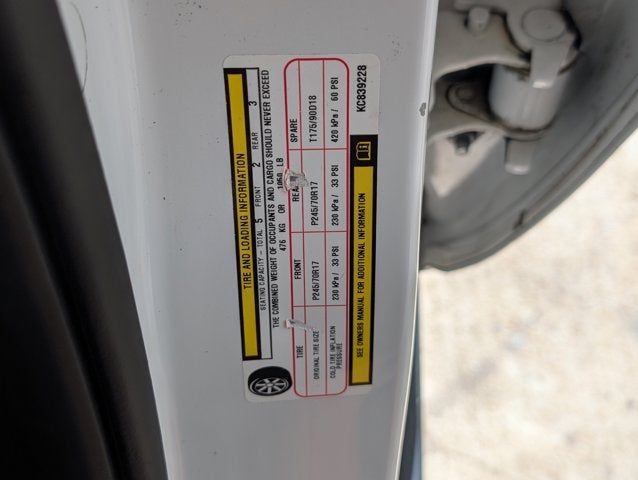 TIRE AND LOADING INFORMATION
SEATING CAPACITY - TOTAL 5 FRONT 2 REAR 3
THE COMBINED WEIGHT OF OCCUPANTS AND CARGO SHOULD NEVER EXCEED
476 KG OR 1050 LB
TIRE FRONT REAR SPARE
ORIGINAL TIRE SIZE P245/70R17 P245/70R17 T175/90D18
COLD TIRE INFLATION PRESSURE 230 kPa / 33 PSI 230 kPa / 33 PSI 420 kPa / 60 PSI
SEE OWNERS MANUAL FOR ADDITIONAL INFORMATION
KC839228